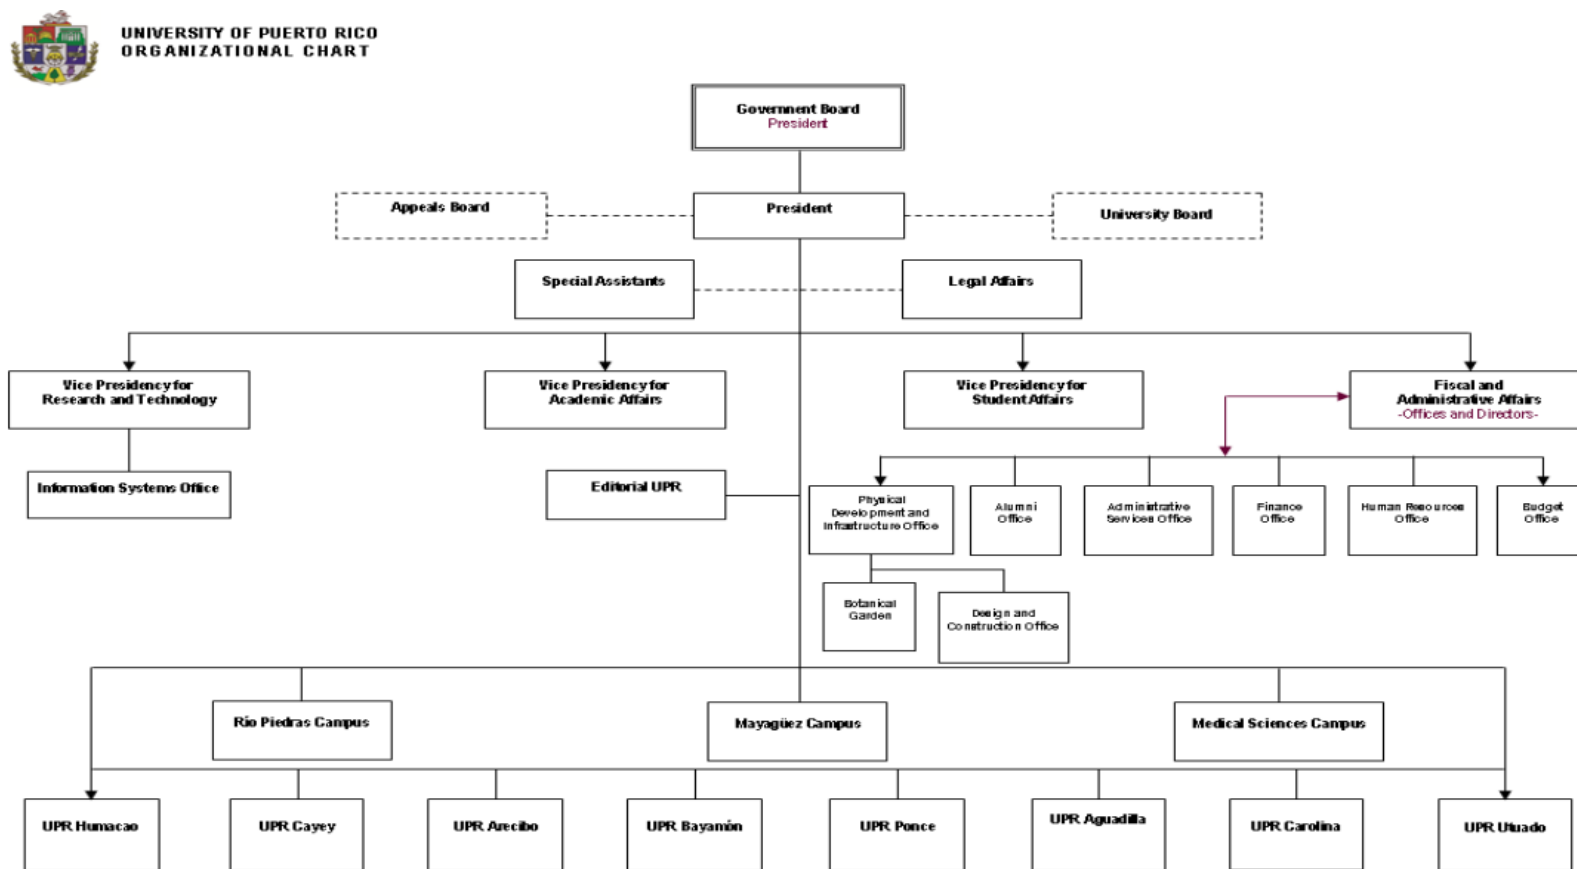 UNIVERSITY OF PUERTO RICO
ORGANIZATIONAL CHART
Government Board
President
Appeals Board
President
University Board
Special Assistants
Legal Affairs
Vice Presidency for
Research and Technology
Vice Presidency for
Academic Affairs
Vice Presidency for
Student Affairs
Fiscal and
Administrative Affairs
-Offices and Directors-
Information Systems Office
Editorial UPR
Physical
Development and
Infrastructure Office
Alumni
Office
Administrative
Services Office
Finance
Office
Human Resources
Office
Budget
Office
Botanical
Garden
Design and
Construction Office
Río Piedras Campus
Mayagüez Campus
Medical Sciences Campus
UPR Humacao
UPR Cayey
UPR Arecibo
UPR Bayamón
UPR Ponce
UPR Aguadilla
UPR Carolina
UPR Utuado